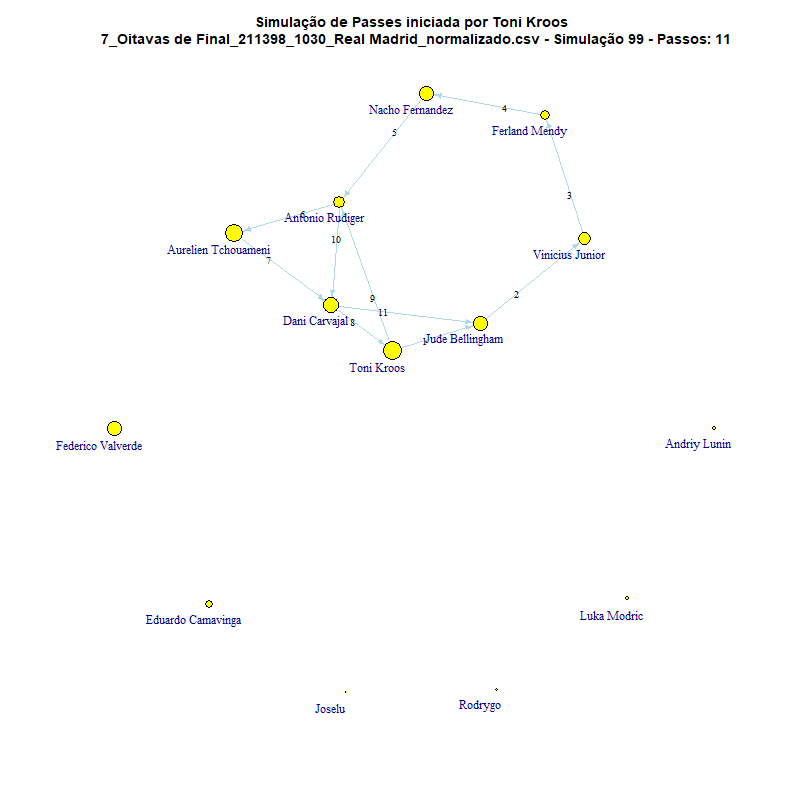 Simulação de Passes iniciada por Toni Kroos
7_Oitavas de Final_211398_1030_Real Madrid_normalizado.csv - Simulação 99 - Passos: 11
4
Nacho Fernandez
Ferland Mendy
5
3
6
Antonio Rudiger
10
Aurelien Tchouameni
7
Vinicius Junior
2
9
11
Dani Carvajal
8
1
Jude Bellingham
Toni Kroos
Federico Valverde
Andriy Lunin
Eduardo Camavinga
Luka Modric
Joselu
Rodrygo